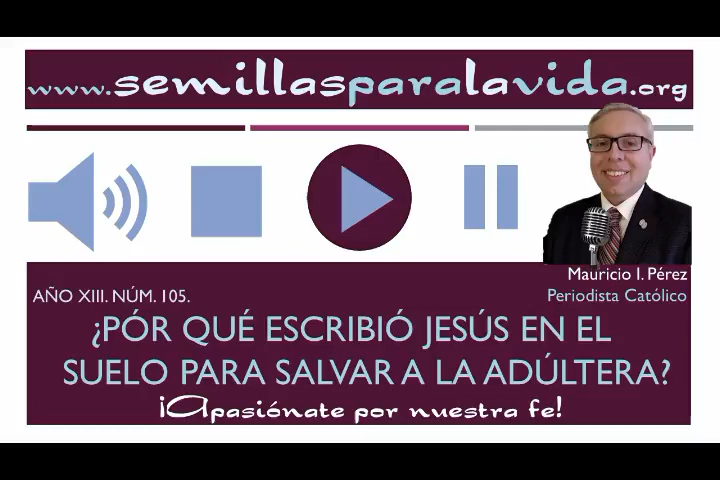 www.semillasparalavida.org
Mauricio I. Pérez
AÑO XIII. NÚM. 105.
Periodista Católico
¿PÓR QUÉ ESCRIBIÓ JESÚS EN EL
SUELO PARA SALVAR A LA ADÚLTERA?
¡Apasiónate por nuestra fe!